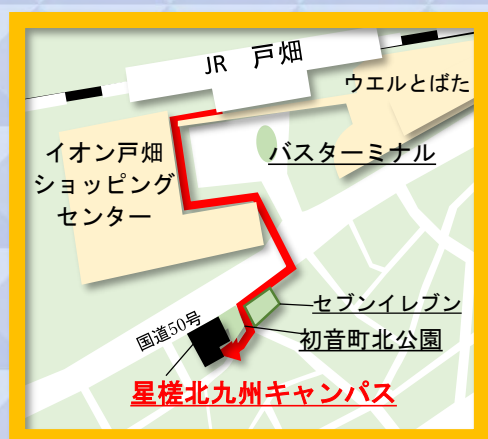 JR 戸畑
ウエルとばた
イオン戸畑
ショッピング
センター
バスターミナル
国道50号
セブンイレブン
初音町北公園
星槎北九州キャンパス